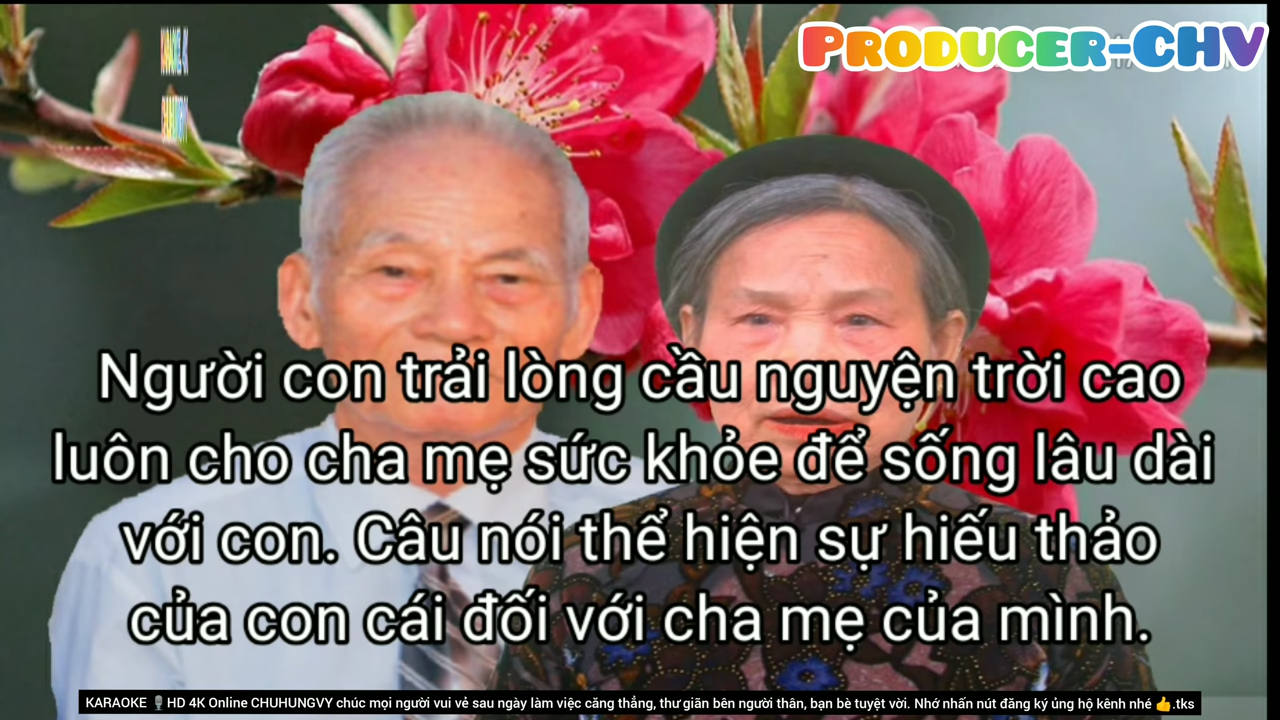 PRODUCER-CHV
KARAOKE 4K
Người con trải lòng cầu nguyện trời cao
luôn cho cha mẹ sức khỏe để sống lâu dài
với con. Câu nói thể hiện sự hiếu thảo
của con cái đối với cha mẹ của mình.
KARAOKE 🎙️HD 4K Online CHUHUNGVY chúc mọi người vui vẻ sau ngày làm việc căng thẳng, thư giãn bên người thân, bạn bè tuyệt vời. Nhớ nhấn nút đăng ký ủng hộ kênh nhé 👍.tks